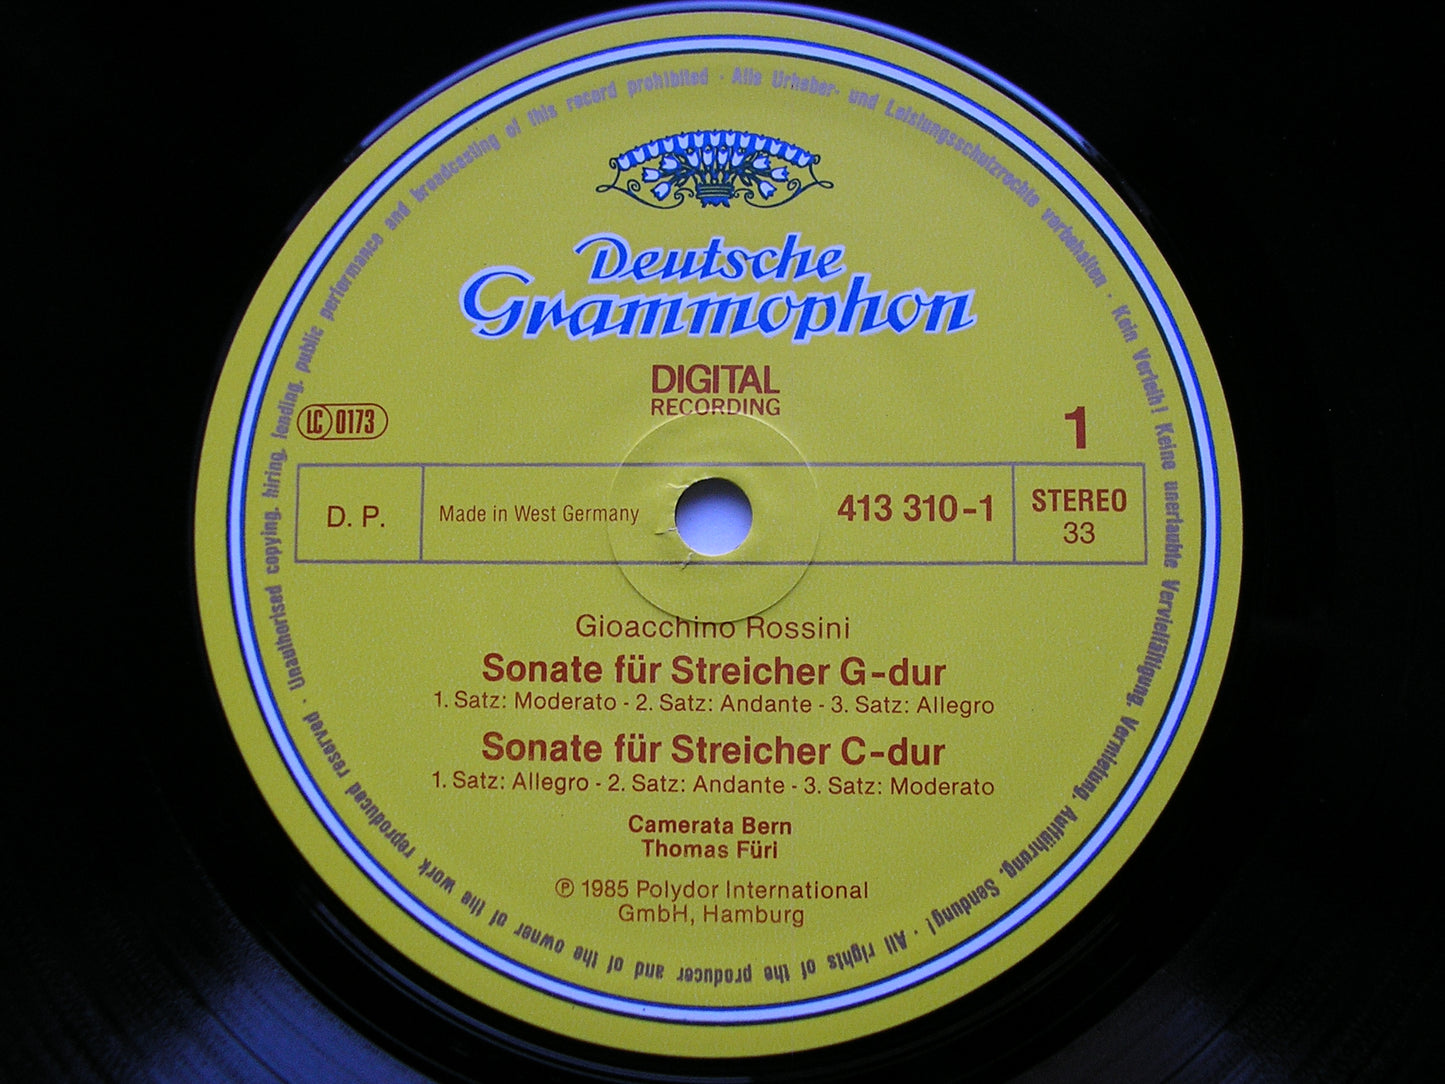 Deutsche
Grammophon
DIGITAL
RECORDING
LC 0173
1
D. P.
Made in West Germany
413 310-1
STEREO
33
Gioacchino Rossini
Sonate für Streicher G-dur
1. Satz: Moderato - 2. Satz: Andante - 3. Satz: Allegro
Sonate für Streicher C-dur
1. Satz: Allegro - 2. Satz: Andante - 3. Satz: Moderato
Camerata Bern
Thomas Füri
℗ 1985 Polydor International
GmbH, Hamburg
Alle Urheber- und Leistungsschutzrechte vorbehalten · Kein Verleih! Keine unerlaubte Vervielfältigung, Vermietung, Aufführung, Sendung! · All rights of the producer and of the owner of the work reproduced reserved · Unauthorised copying, hiring, lending, public performance and broadcasting of this record prohibited ·